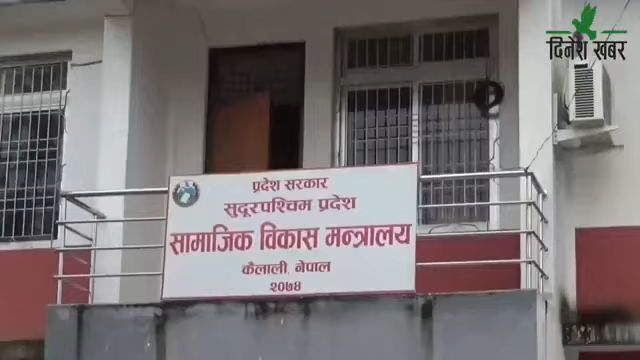 दिनेश खबर
प्रदेश सरकार
सुदूरपश्चिम प्रदेश
सामाजिक विकास मन्त्रालय
कैलाली, नेपाल
२०७४